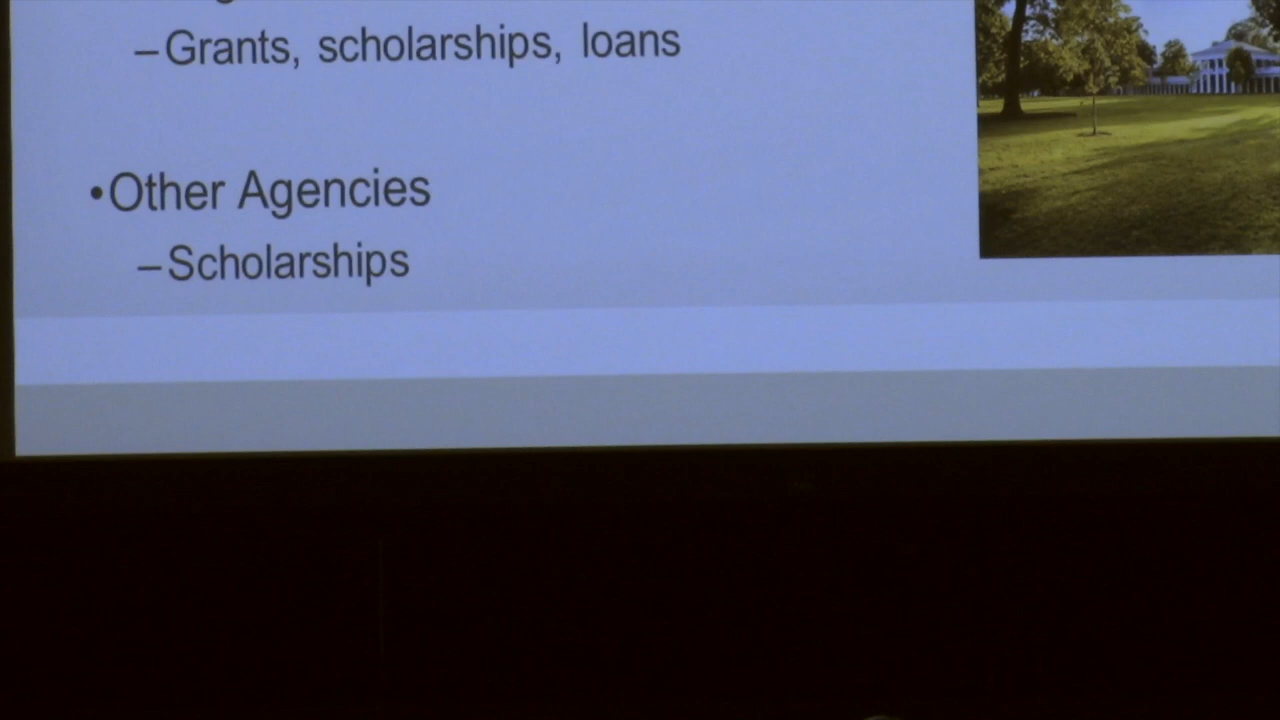 –Grants, scholarships, loans
•Other Agencies
–Scholarships